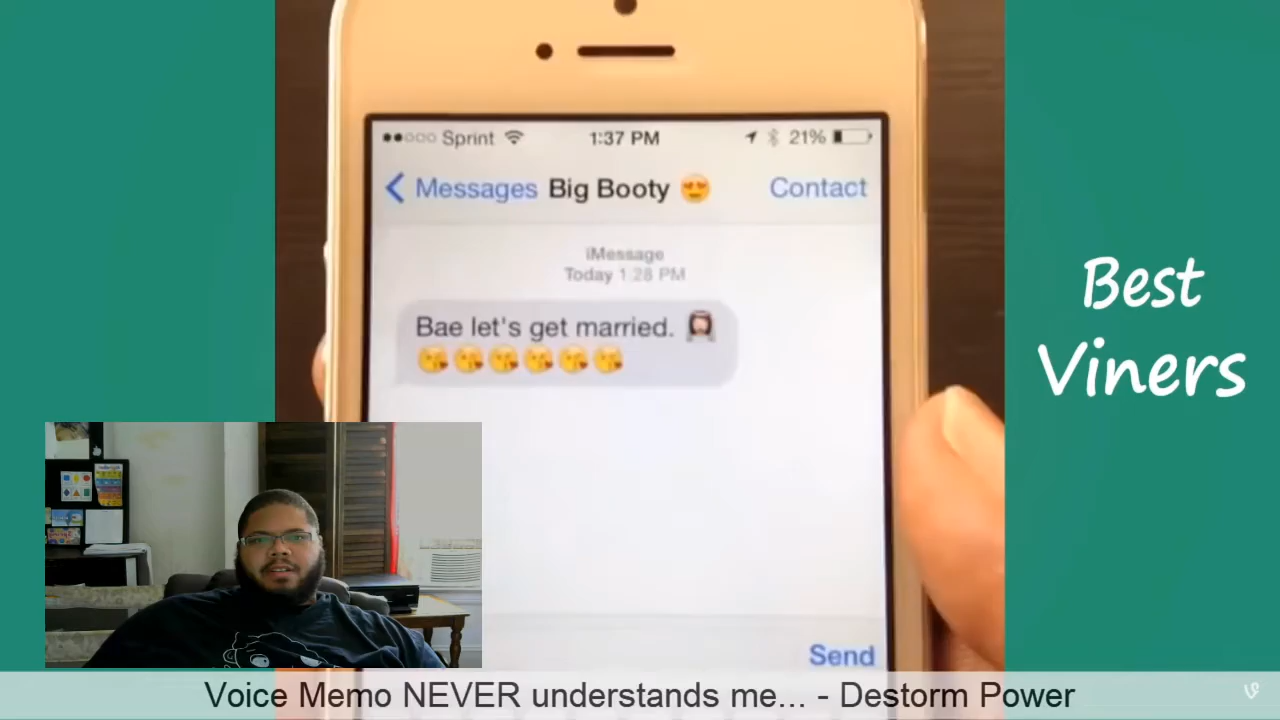 ●●○○○ Sprint 1:37 PM 21%
Messages Big Booty 😍 Contact
iMessage
Today 1:28 PM
Bae let's get married. 👰
😘😘😘😘😘😘
Send
Best
Viners
Voice Memo NEVER understands me... - Destorm Power